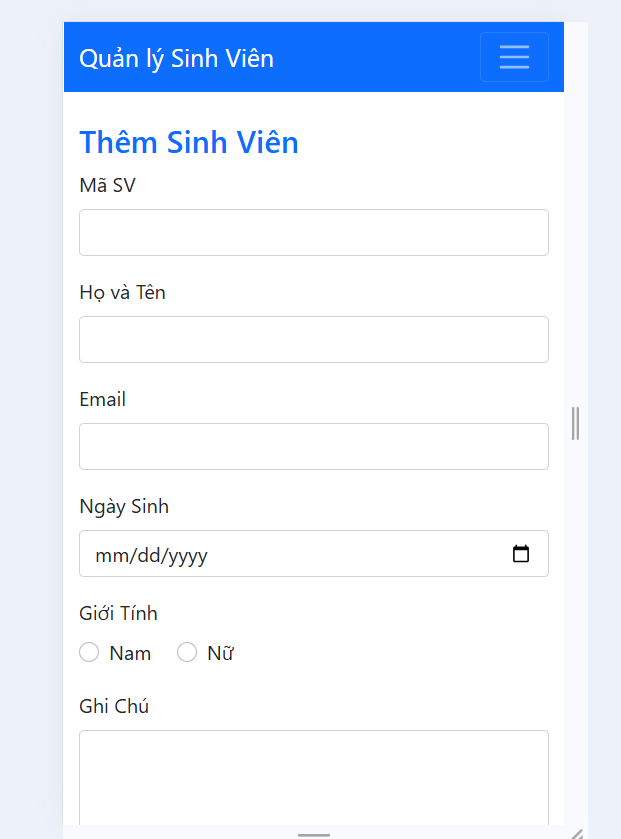 Quản lý Sinh Viên
Thêm Sinh Viên
Mã SV
Họ và Tên
Email
Ngày Sinh
mm/dd/yyyy
Giới Tính
Nam Nữ
Ghi Chú